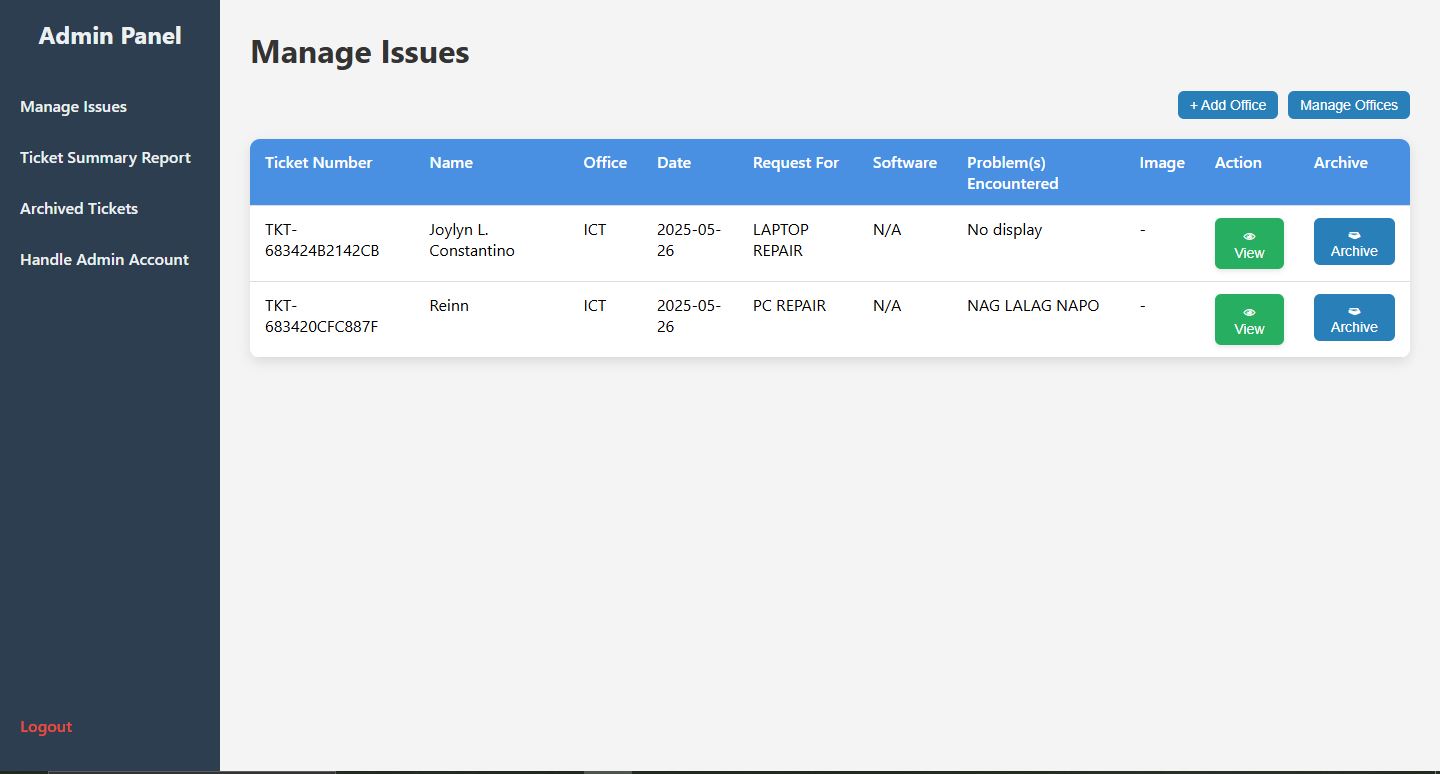 Admin Panel
Manage Issues
Ticket Summary Report
Archived Tickets
Handle Admin Account
Logout
Manage Issues
+ Add Office Manage Offices
Ticket Number Name Office Date Request For Software Problem(s) Image Action Archive
Encountered
TKT- Joylyn L. ICT 2025-05- LAPTOP N/A No display -
683424B2142CB Constantino 26 REPAIR View Archive
TKT- Reinn ICT 2025-05- PC REPAIR N/A NAG LALAG NAPO -
683420CFC887F 26 View Archive